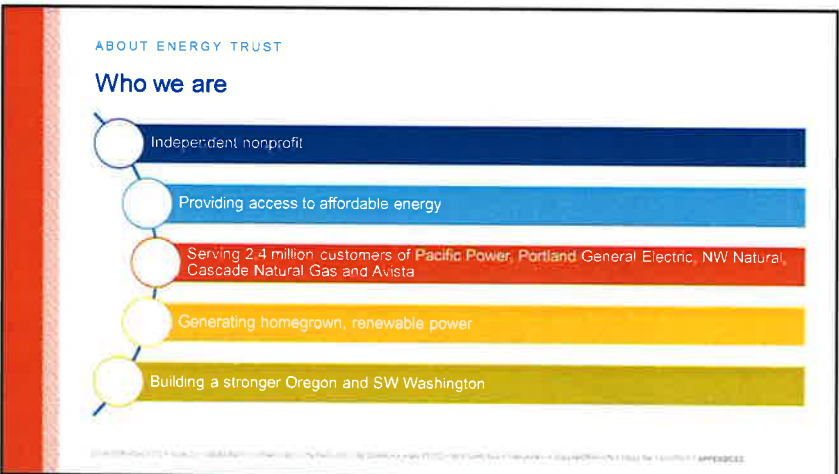 ABOUT ENERGY TRUST
Who we are
Independent nonprofit
Providing access to affordable energy
Serving 2.4 million customers of Pacific Power, Portland General Electric, NW Natural,
Cascade Natural Gas and Avista
Generating homegrown, renewable power
Building a stronger Oregon and SW Washington
APPENDICES